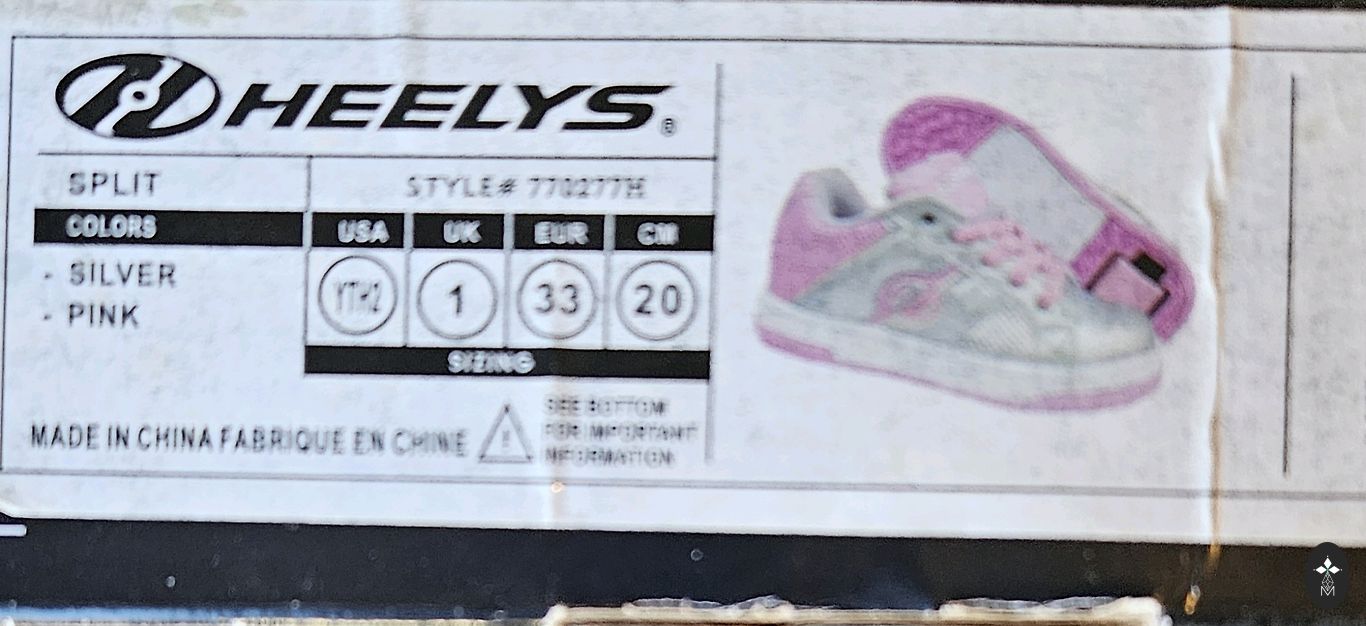 HEELYS®
SPLIT
STYLE# 770277H
COLORS
USA UK EUR CM
- SILVER
- PINK
YTH2 1 33 20
SIZING
MADE IN CHINA FABRIQUE EN CHINE
SEE BOTTOM
FOR IMPORTANT
INFORMATION
M